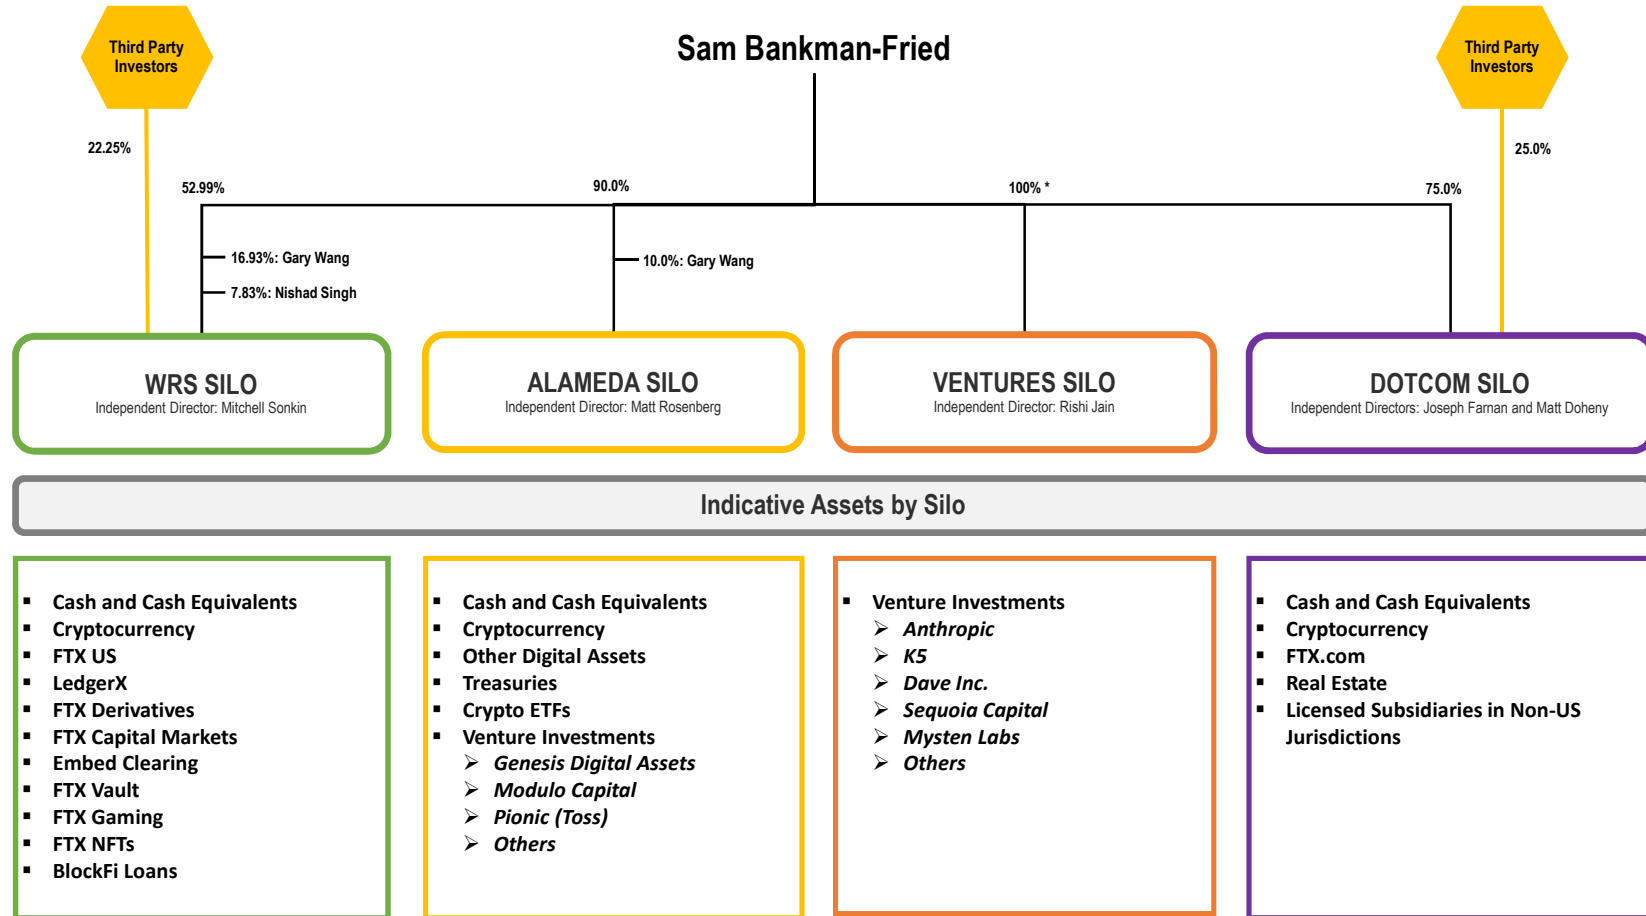 Third Party
Investors
Sam Bankman-Fried
Third Party
Investors
22.25%
25.0%
52.99%
90.0%
100% *
75.0%
16.93%: Gary Wang
7.83%: Nishad Singh
10.0%: Gary Wang
WRS SILO
Independent Director: Mitchell Sonkin
ALAMEDA SILO
Independent Director: Matt Rosenberg
VENTURES SILO
Independent Director: Rishi Jain
DOTCOM SILO
Independent Directors: Joseph Farnan and Matt Doheny
Indicative Assets by Silo
▪ Cash and Cash Equivalents
▪ Cryptocurrency
▪ FTX US
▪ LedgerX
▪ FTX Derivatives
▪ FTX Capital Markets
▪ Embed Clearing
▪ FTX Vault
▪ FTX Gaming
▪ FTX NFTs
▪ BlockFi Loans
▪ Cash and Cash Equivalents
▪ Cryptocurrency
▪ Other Digital Assets
▪ Treasuries
▪ Crypto ETFs
▪ Venture Investments
➢ Genesis Digital Assets
➢ Modulo Capital
➢ Pionic (Toss)
➢ Others
▪ Venture Investments
➢ Anthropic
➢ K5
➢ Dave Inc.
➢ Sequoia Capital
➢ Mysten Labs
➢ Others
▪ Cash and Cash Equivalents
▪ Cryptocurrency
▪ FTX.com
▪ Real Estate
▪ Licensed Subsidiaries in Non-US
Jurisdictions